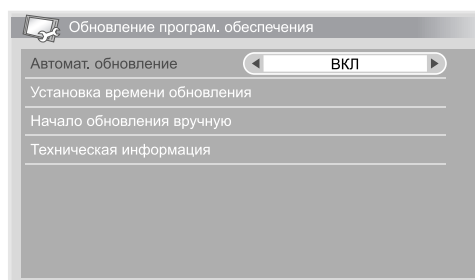 Обновление програм. обеспечения
Автомат. обновление ВКЛ
Установка времени обновления
Начало обновления вручную
Техническая информация